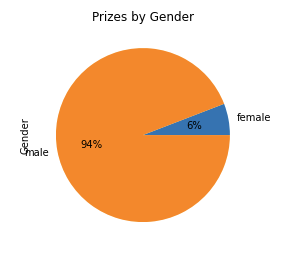 Prizes by Gender
female
6%
Gender
94%
male